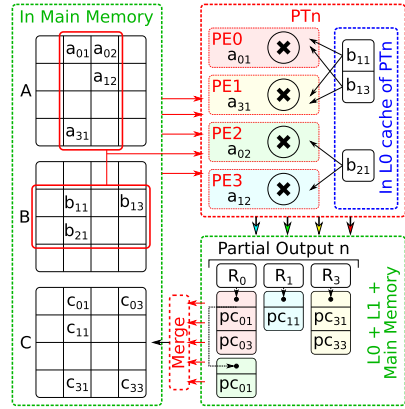 In Main Memory
A
a01 a02
a12
a31
B
b11 b13
b21
C
c01 c03
c11
c31 c33
PTn
PE0
a01
PE1
a31
PE2
a02
PE3
a12
b11
b13
b21
In L0 cache of PTn
Partial Output n
R0 R1 R3
pc01 pc11 pc31
pc03 pc33
pc01
Merge
L0 + L1 +
Main Memory